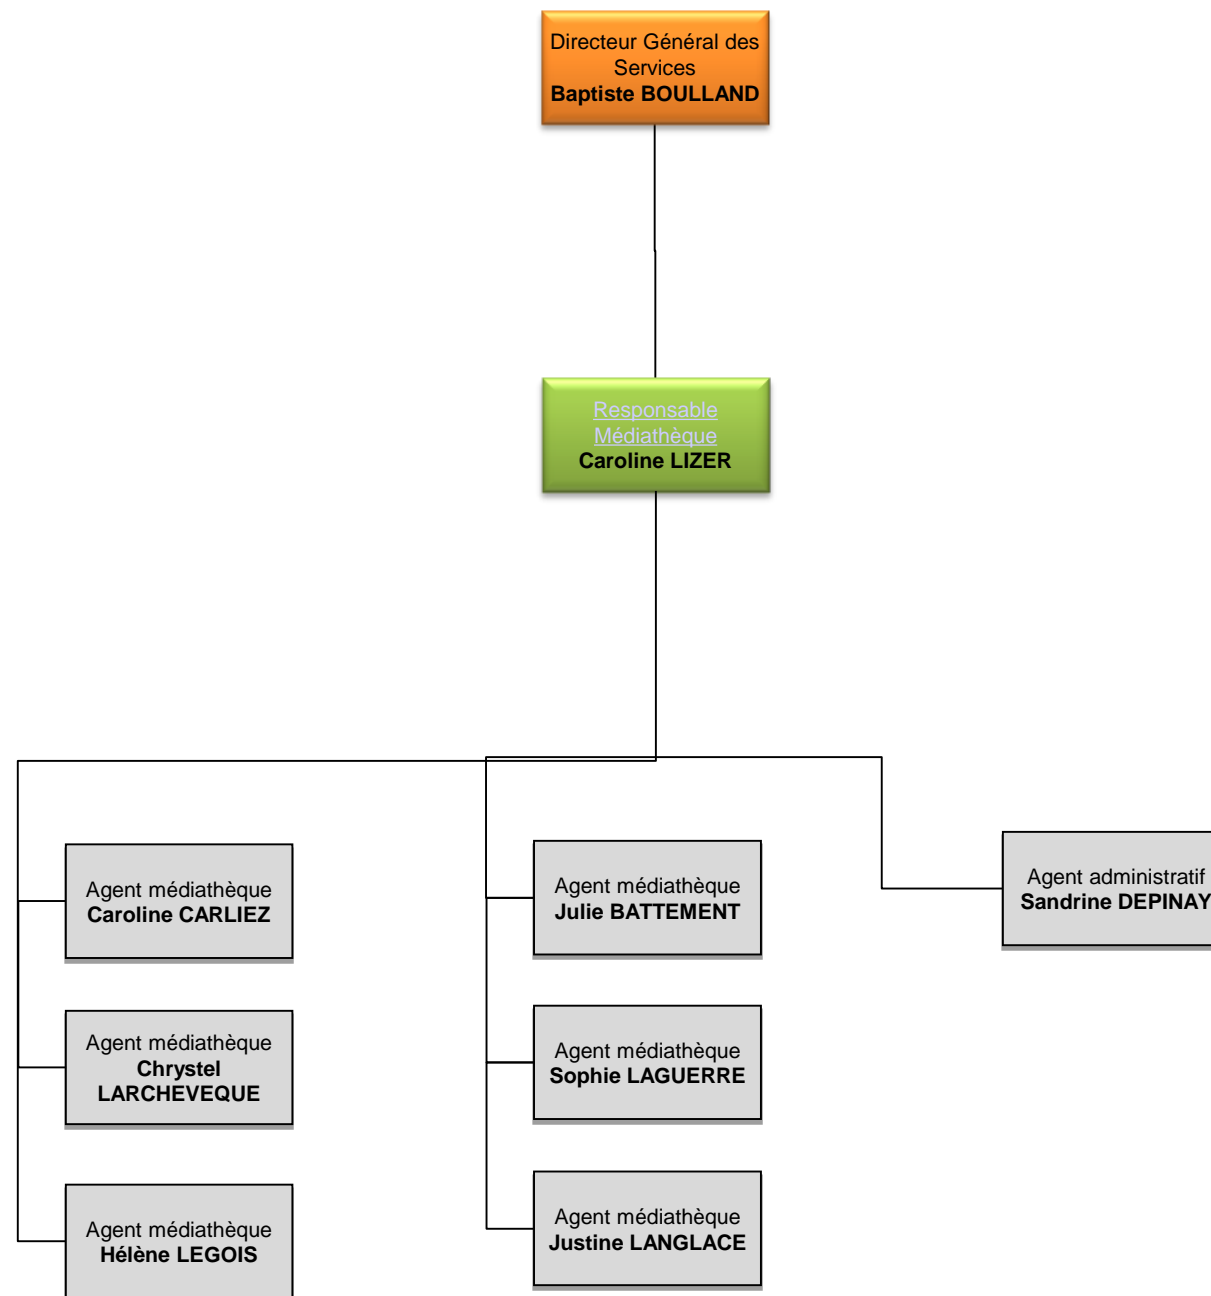 Directeur Général des
Services
Baptiste BOULLAND
Responsable
Médiathèque
Caroline LIZER
Agent médiathèque
Caroline CARLIEZ
Agent médiathèque
Chrystel
LARCHEVEQUE
Agent médiathèque
Hélène LEGOIS
Agent médiathèque
Julie BATTEMENT
Agent médiathèque
Sophie LAGUERRE
Agent médiathèque
Justine LANGLACE
Agent administratif
Sandrine DEPINAY